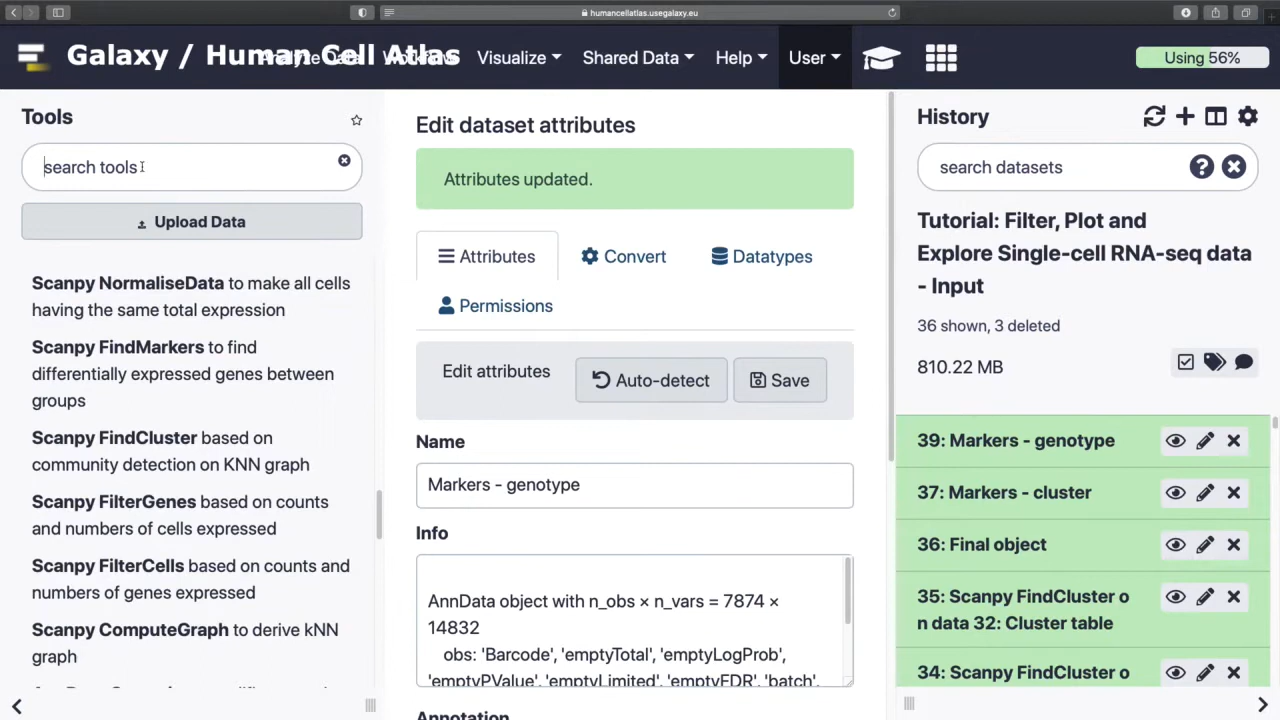 humancellatlas.usegalaxy.eu
Galaxy / Human Cell Atlas
Visualize
Shared Data
Help
User
Using 56%
Tools
search tools
Upload Data
Scanpy NormaliseData to make all cells
having the same total expression
Scanpy FindMarkers to find
differentially expressed genes between
groups
Scanpy FindCluster based on
community detection on KNN graph
Scanpy FilterGenes based on counts
and numbers of cells expressed
Scanpy FilterCells based on counts and
numbers of genes expressed
Scanpy ComputeGraph to derive kNN
graph
Edit dataset attributes
Attributes updated.
Attributes
Convert
Datatypes
Permissions
Edit attributes
Auto-detect
Save
Name
Markers - genotype
Info
AnnData object with n_obs × n_vars = 7874 ×
14832
obs: 'Barcode', 'emptyTotal', 'emptyLogProb',
'emptyPValue', 'emptyLimited', 'emptyFDR', 'batch',
Annotation
History
search datasets
Tutorial: Filter, Plot and
Explore Single-cell RNA-seq data
- Input
36 shown, 3 deleted
810.22 MB
39: Markers - genotype
37: Markers - cluster
36: Final object
35: Scanpy FindCluster o
n data 32: Cluster table
34: Scanpy FindCluster o